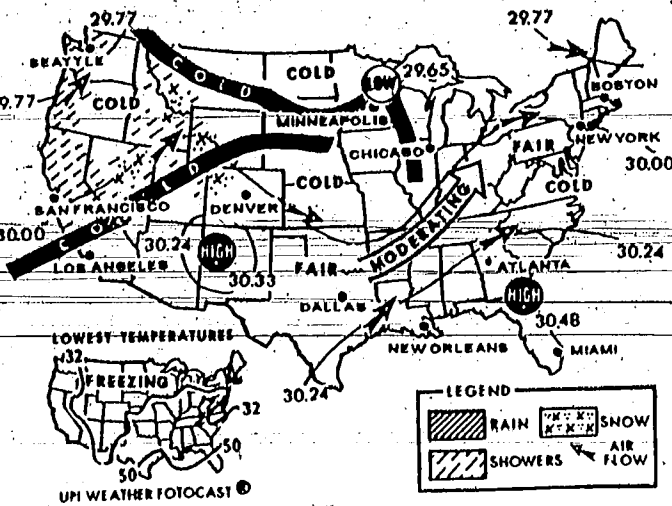 29.77
29.77
SEATTLE
COLD
COLD
LOW
29.65
9.77
COLD
BOSTON
MINNEAPOLIS
CHICAGO
NEW YORK
FAIR
30.00
COLD
COLD
SAN FRANCISCO
DENVER
COLD
MODERATING
30.00
30.24
HIGH
30.24
LOS ANGELES
30.33
FAIR
ATLANTA
DALLAS
HIGH
30.48
LOWEST TEMPERATURES
NEW ORLEANS
MIAMI
32
FREEZING
30.24
LEGEND
32
RAIN
SNOW
50
SHOWERS
AIR
FLOW
50
UPI WEATHER FOTOCAST